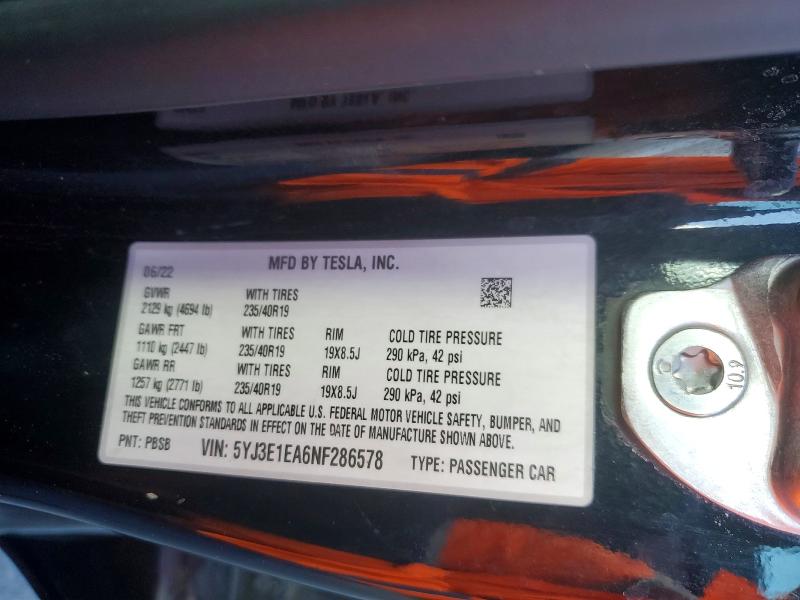 06/22 MFD BY TESLA, INC.
GVWR WITH TIRES
2129 kg (4694 lb) 235/40R19
GAWR FRT WITH TIRES RIM COLD TIRE PRESSURE
1110 kg (2447 lb) 235/40R19 19X8.5J 290 kPa, 42 psi
GAWR RR WITH TIRES RIM COLD TIRE PRESSURE
1257 kg (2771 lb) 235/40R19 19X8.5J 290 kPa, 42 psi
THIS VEHICLE CONFORMS TO ALL APPLICABLE U.S. FEDERAL MOTOR VEHICLE SAFETY, BUMPER, AND
THEFT PREVENTION STANDARDS IN EFFECT ON THE DATE OF MANUFACTURE SHOWN ABOVE.
PNT: PBSB VIN: 5YJ3E1EA6NF286578 TYPE: PASSENGER CAR
10.9